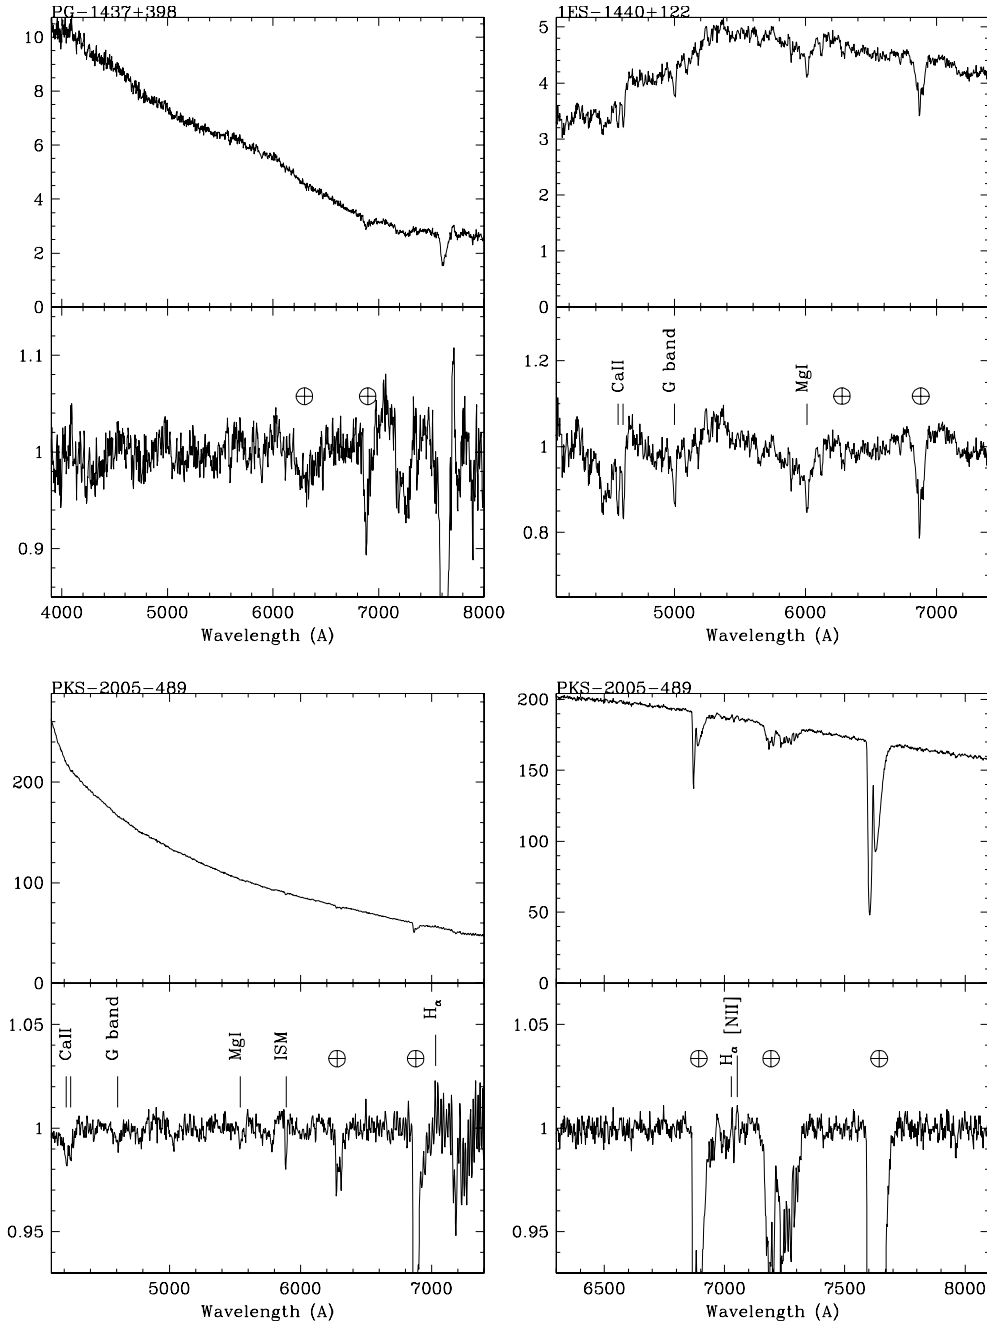 PG-1437+398
1ES-1440+122
10
8
6
4
2
0
5
4
3
2
1
0
1.1
1
0.9
CaII
G band
MgI
1.2
1
0.8
4000 5000 6000 7000 8000
Wavelength (A)
5000 6000 7000
Wavelength (A)
PKS-2005-489
PKS-2005-489
200
100
0
200
150
100
50
0
1.05
1
0.95
CaII
G band
MgI
ISM
Hα
1.05
1
0.95
Hα [NII]
5000 6000 7000
Wavelength (A)
6500 7000 7500 8000
Wavelength (A)